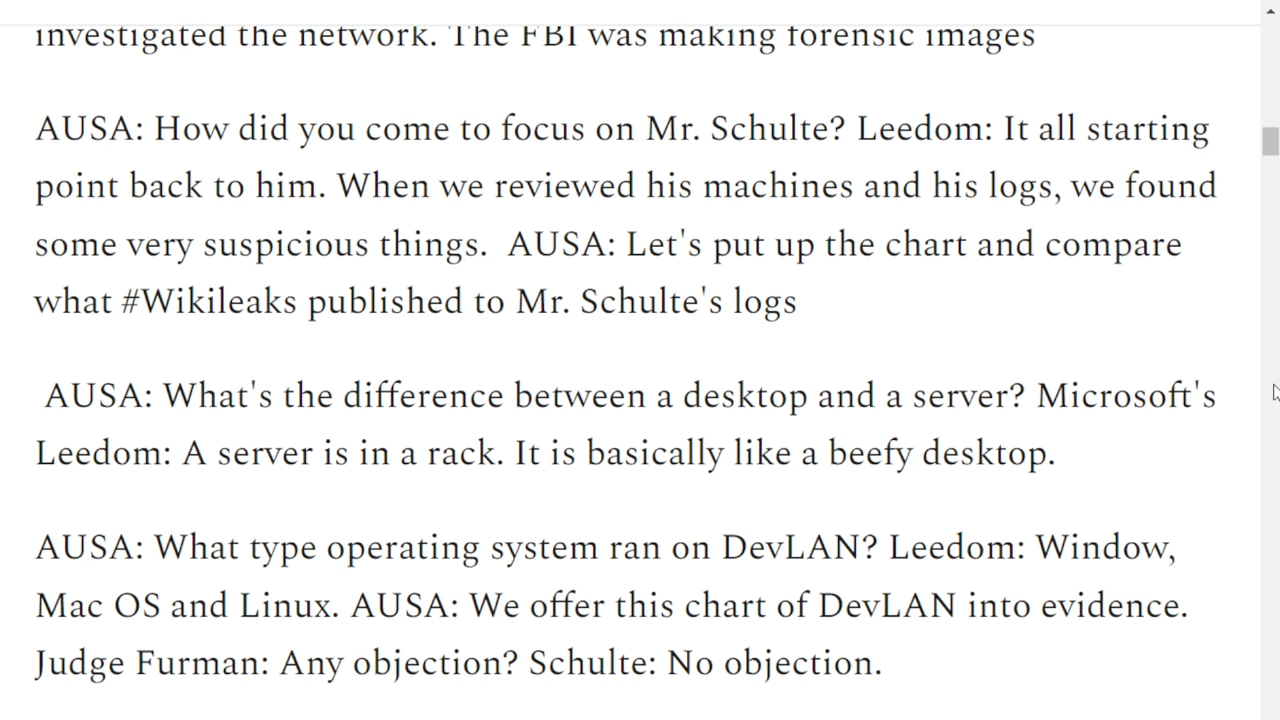 investigated the network. The FBI was making forensic images
AUSA: How did you come to focus on Mr. Schulte? Leedom: It all starting
point back to him. When we reviewed his machines and his logs, we found
some very suspicious things.  AUSA: Let's put up the chart and compare
what #Wikileaks published to Mr. Schulte's logs
AUSA: What's the difference between a desktop and a server? Microsoft's
Leedom: A server is in a rack. It is basically like a beefy desktop.
AUSA: What type operating system ran on DevLAN? Leedom: Window,
Mac OS and Linux. AUSA: We offer this chart of DevLAN into evidence.
Judge Furman: Any objection? Schulte: No objection.